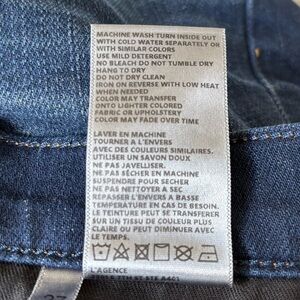 MACHINE WASH TURN INSIDE OUT
WITH COLD WATER SEPARATELY OR
WITH SIMILAR COLORS
USE MILD DETERGENT
NO BLEACH DO NOT TUMBLE DRY
HANG TO DRY
DO NOT DRY CLEAN
IRON ON REVERSE WITH LOW HEAT
WHEN NEEDED
COLOR MAY TRANSFER
ONTO LIGHTER COLORED
FABRIC OR UPHOLSTERY
COLOR MAY FADE OVER TIME
LAVER EN MACHINE
TOURNER A L'ENVERS
AVEC DES COULEURS SIMILAIRES.
UTILISER UN SAVON DOUX
NE PAS JAVELLISER.
NE PAS SÉCHER EN MACHINE
SUSPENDRE POUR SECHER
NE PAS NETTOYER A SEC
REPASSER L'ENVERS A BASSE
TEMPERATURE EN CAS DE BESOIN.
LE TEINTURE PEUT SE TRANSFERER
SUR UN TISSU DE COULEUR PLUS
CLAIRE OU PEUT DIMINUER AVEC
LE TEMPS.
L'AGENCE